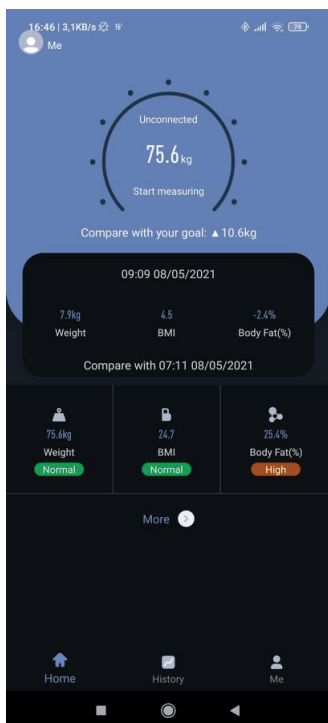 16:46 | 3,1KB/s
Me
Unconnected
75.6 kg
Start measuring
Compare with your goal: ▲10.6kg
09:09 08/05/2021
7.9kg 4.5 -2.4%
Weight BMI Body Fat(%)
Compare with 07:11 08/05/2021
75.6kg 24.7 25.4%
Weight BMI Body Fat(%)
Normal Normal High
More
Home History Me